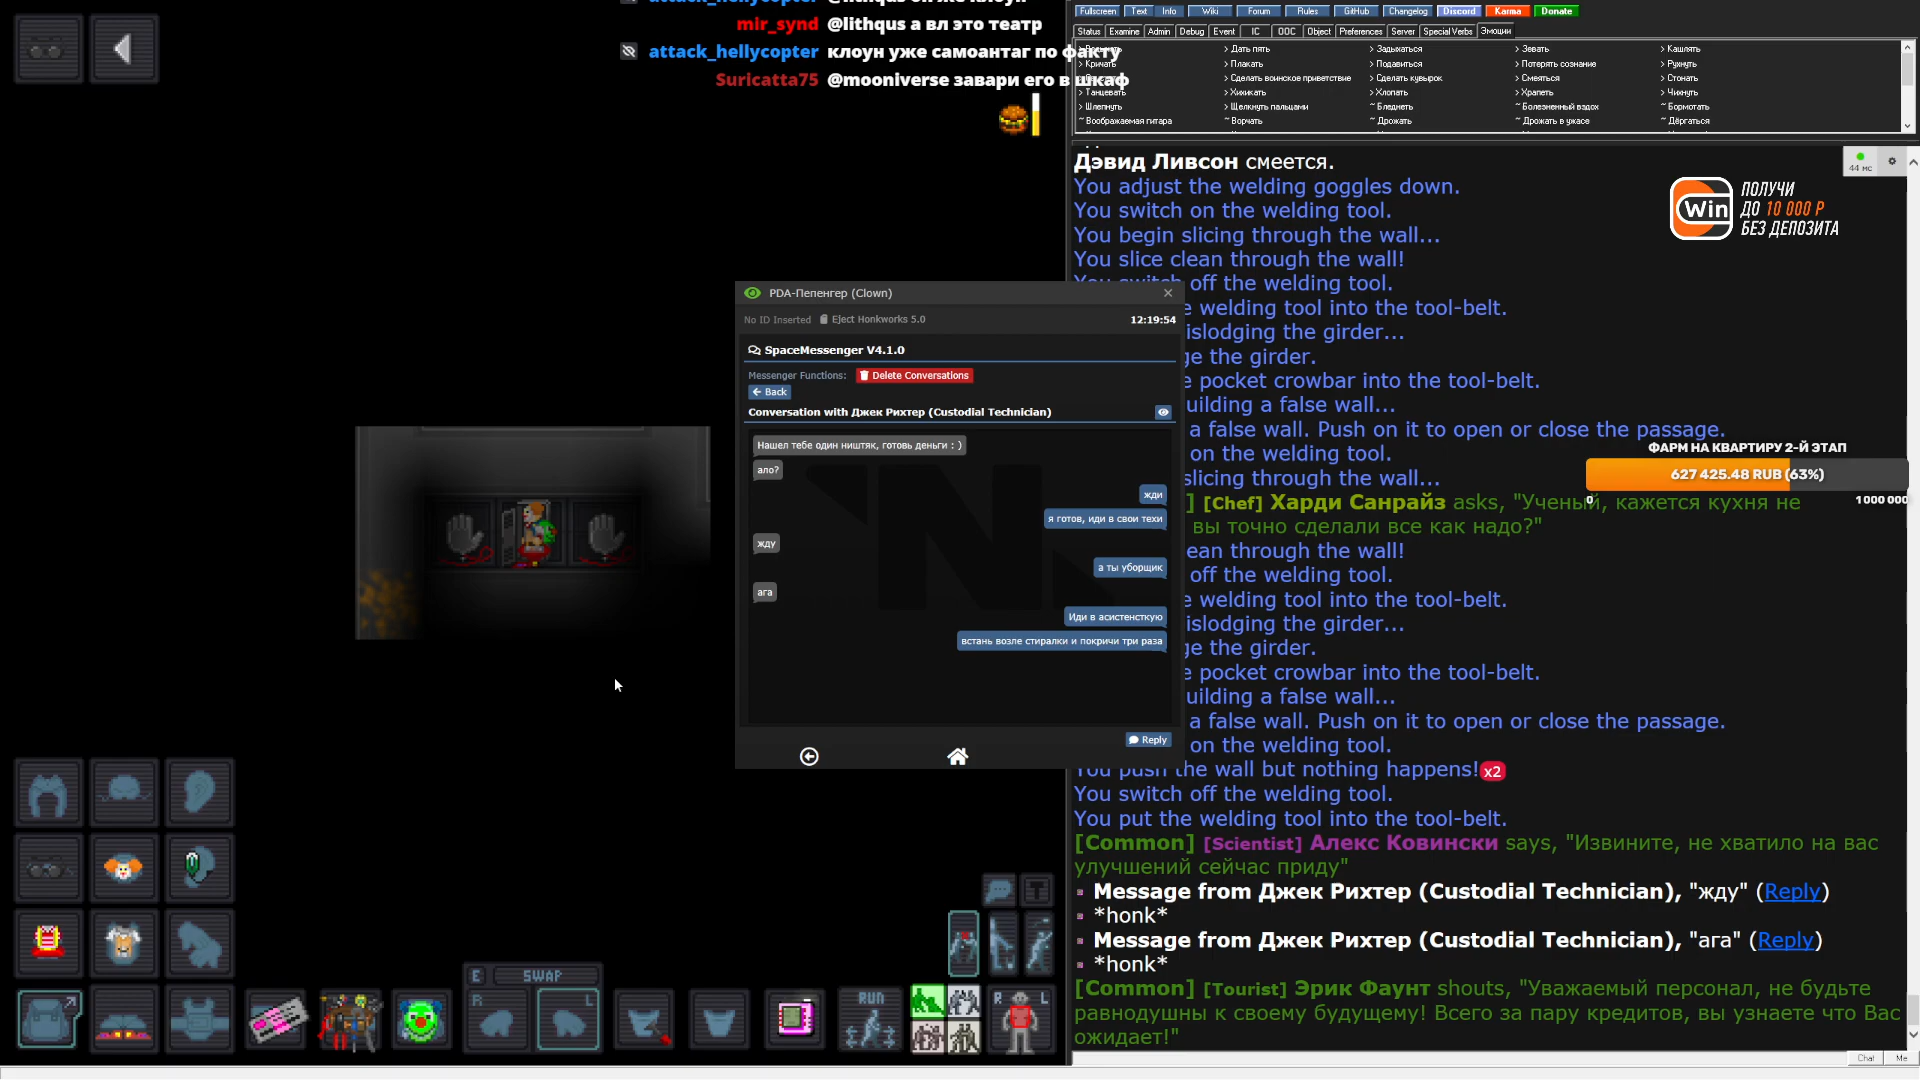 mir_synd @lithqus а вл это театр
attack_hellycopter клоун уже самоантаг по факту
Suricatta75 @mooniverse завари его в шкаф
Fullscreen Text Info Wiki Forum Rules GitHub Changelog Discord Karma Donate
Status Examine Admin Debug Event IC OOC Object Preferences Server Special Verbs Эмоции
> Дать пять > Задыхаться > Зевать > Кашлять
> Кричать > Плакать > Подавиться > Потерять сознание > Рухнуть
> Сделать воинское приветствие > Сделать кувырок > Смеяться > Стонать
> Танцевать > Хихикать > Хлопать > Храпеть > Чихнуть
> Шлепнуть > Щелкнуть пальцами ~ Бледнеть ~ Болезненный вздох ~ Бормотать
~ Воображаемая гитара ~ Ворчать ~ Дрожать ~ Дрожать в ужасе ~ Дёргаться
44 мс
Дэвид Ливсон смеется.
You adjust the welding goggles down.
You switch on the welding tool.
You begin slicing through the wall...
You slice clean through the wall!
You switch off the welding tool.
e welding tool into the tool-belt.
islodging the girder...
ge the girder.
e pocket crowbar into the tool-belt.
uilding a false wall...
a false wall. Push on it to open or close the passage.
on the welding tool.
slicing through the wall...
] [Chef] Харди Санрайз asks, "Ученый, кажется кухня не
вы точно сделали все как надо?"
ean through the wall!
off the welding tool.
e welding tool into the tool-belt.
islodging the girder...
ge the girder.
e pocket crowbar into the tool-belt.
uilding a false wall...
a false wall. Push on it to open or close the passage.
on the welding tool.
You push the wall but nothing happens! x2
You switch off the welding tool.
You put the welding tool into the tool-belt.
[Common] [Scientist] Алекс Ковински says, "Извините, не хватило на вас
улучшений сейчас приду"
Message from Джек Рихтер (Custodial Technician), "жду" (Reply)
*honk*
Message from Джек Рихтер (Custodial Technician), "ага" (Reply)
*honk*
[Common] [Tourist] Эрик Фаунт shouts, "Уважаемый персонал, не будьте
равнодушны к своему будущему! Всего за пару кредитов, вы узнаете что Вас
ожидает!"
Chat Me
Win
ПОЛУЧИ
ДО 10 000 Р
БЕЗ ДЕПОЗИТА
ФАРМ НА КВАРТИРУ 2-Й ЭТАП
627 425.48 RUB (63%)
0 1 000 000
PDA-Пепенгер (Clown)
No ID Inserted Eject Honkworks 5.0 12:19:54
SpaceMessenger V4.1.0
Messenger Functions: Delete Conversations
Back
Conversation with Джек Рихтер (Custodial Technician)
Нашел тебе один ништяк, готовь деньги : )
ало?
жди
я готов, иди в свои техи
жду
а ты уборщик
ага
Иди в асистенсткую
встань возле стиралки и покричи три раза
Reply
E SWAP
R L
RUN
R L
T